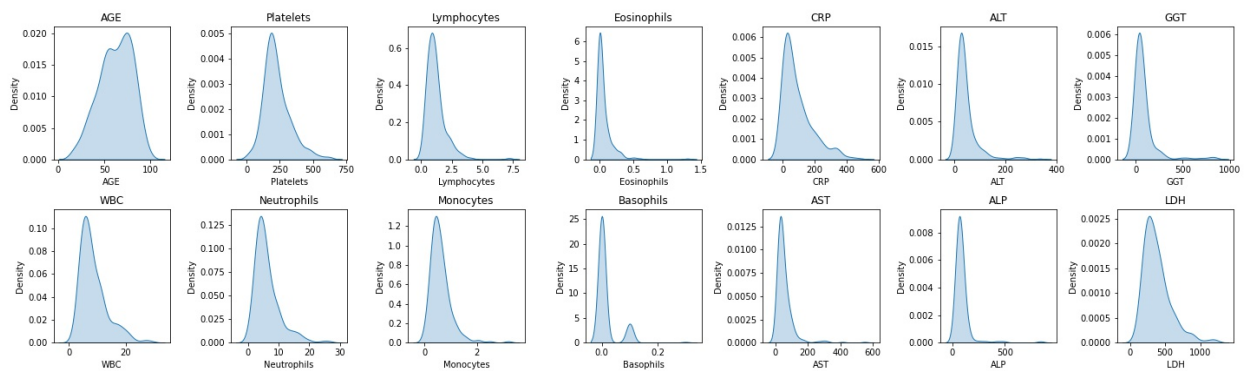 AGE Platelets Lymphocytes Eosinophils CRP ALT GGT
0.020 0.005 0.6 6 0.006 0.015 0.006
0.015 0.004 0.4 5 0.005 0.010 0.005
0.010 0.003 0.2 4 0.004 0.005 0.004
0.005 0.002 0.0 3 0.003 0.000 0.003
0.000 0.001 2 0.002 0.002
0.000 1 0.001 0.001
0 0.000 0.000
Density Density Density Density Density Density Density
0 50 100 0 250 500 750 0.0 2.5 5.0 7.5 0.0 0.5 1.0 1.5 0 200 400 600 0 200 400 0 500 1000
AGE Platelets Lymphocytes Eosinophils CRP ALT GGT
WBC Neutrophils Monocytes Basophils AST ALP LDH
0.10 0.125 1.2 25 0.0125 0.008 0.0025
0.08 0.100 1.0 20 0.0100 0.006 0.0020
0.06 0.075 0.8 15 0.0075 0.004 0.0015
0.04 0.050 0.6 10 0.0050 0.002 0.0010
0.02 0.025 0.4 5 0.0025 0.000 0.0005
0.00 0.000 0.2 0 0.0000 0.0000
0.0
Density Density Density Density Density Density Density
0 20 0 10 20 30 0 2 0.0 0.2 0 200 400 600 0 500 0 500 1000
WBC Neutrophils Monocytes Basophils AST ALP LDH